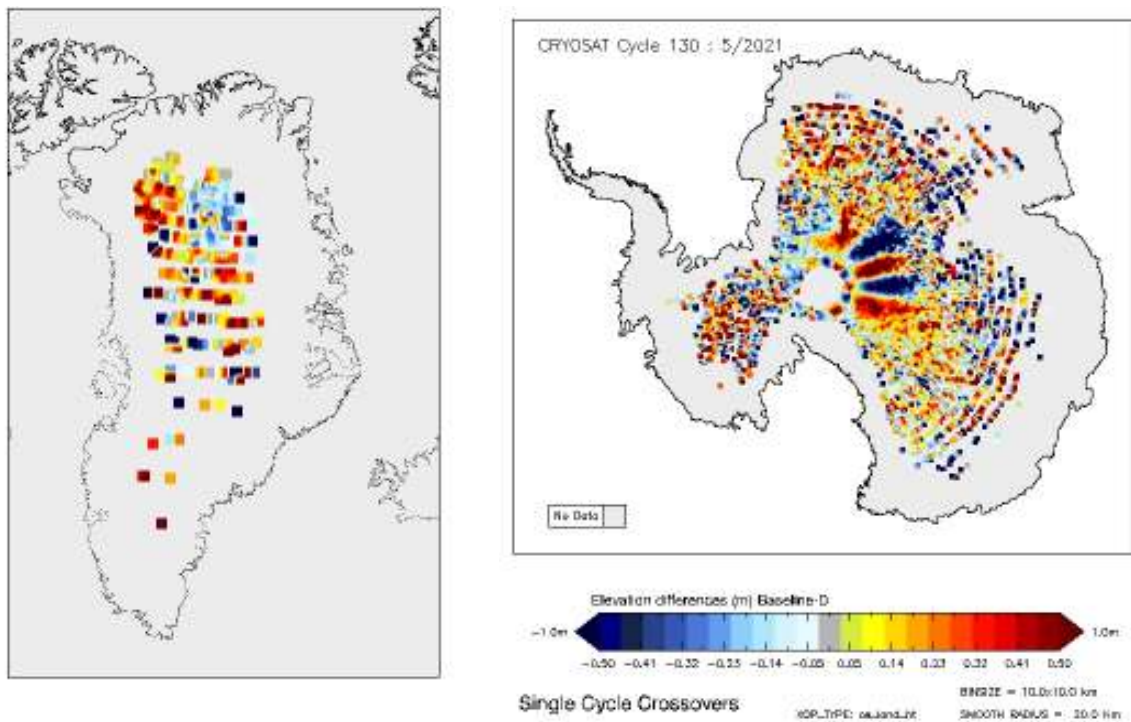 CRYOSAT Cycle 130 : 5/2021
No Data
Elevation differences (m) Baseline-D
-1.0m
1.0m
-0.50 -0.41 -0.32 -0.23 -0.14 -0.05 0.05 0.14 0.23 0.32 0.41 0.50
Single Cycle Crossovers
BINSIZE = 10.0x10.0 km
XOP_TYPE:
SMOOTH RADIUS = 20.0 Km